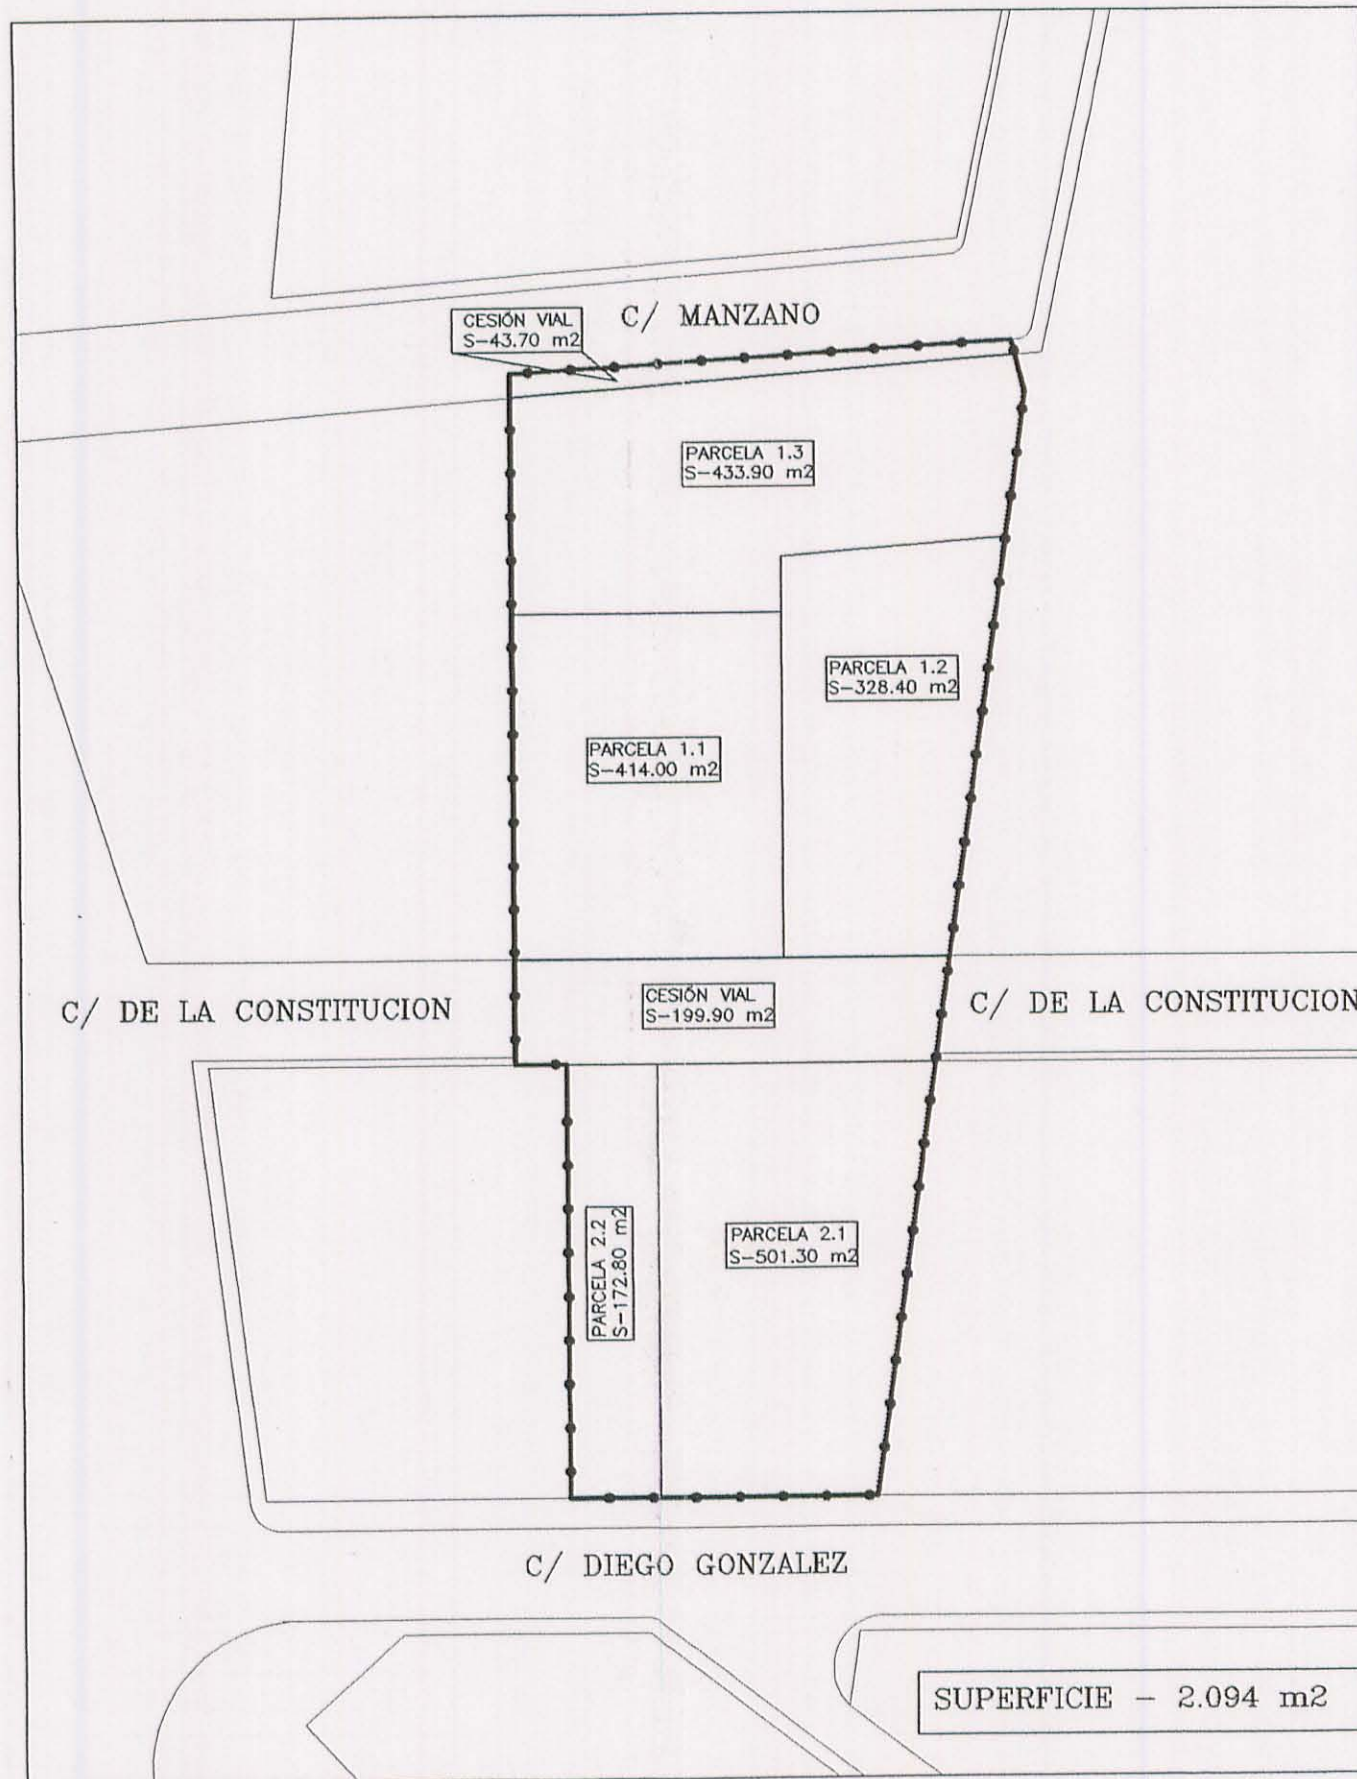 C/ MANZANO
CESIÓN VIAL
S-43.70 m2
PARCELA 1.3
S-433.90 m2
PARCELA 1.2
S-328.40 m2
PARCELA 1.1
S-414.00 m2
C/ DE LA CONSTITUCION
CESIÓN VIAL
S-199.90 m2
C/ DE LA CONSTITUCION
PARCELA 2.2
S-172.80 m2
PARCELA 2.1
S-501.30 m2
C/ DIEGO GONZALEZ
SUPERFICIE - 2.094 m2